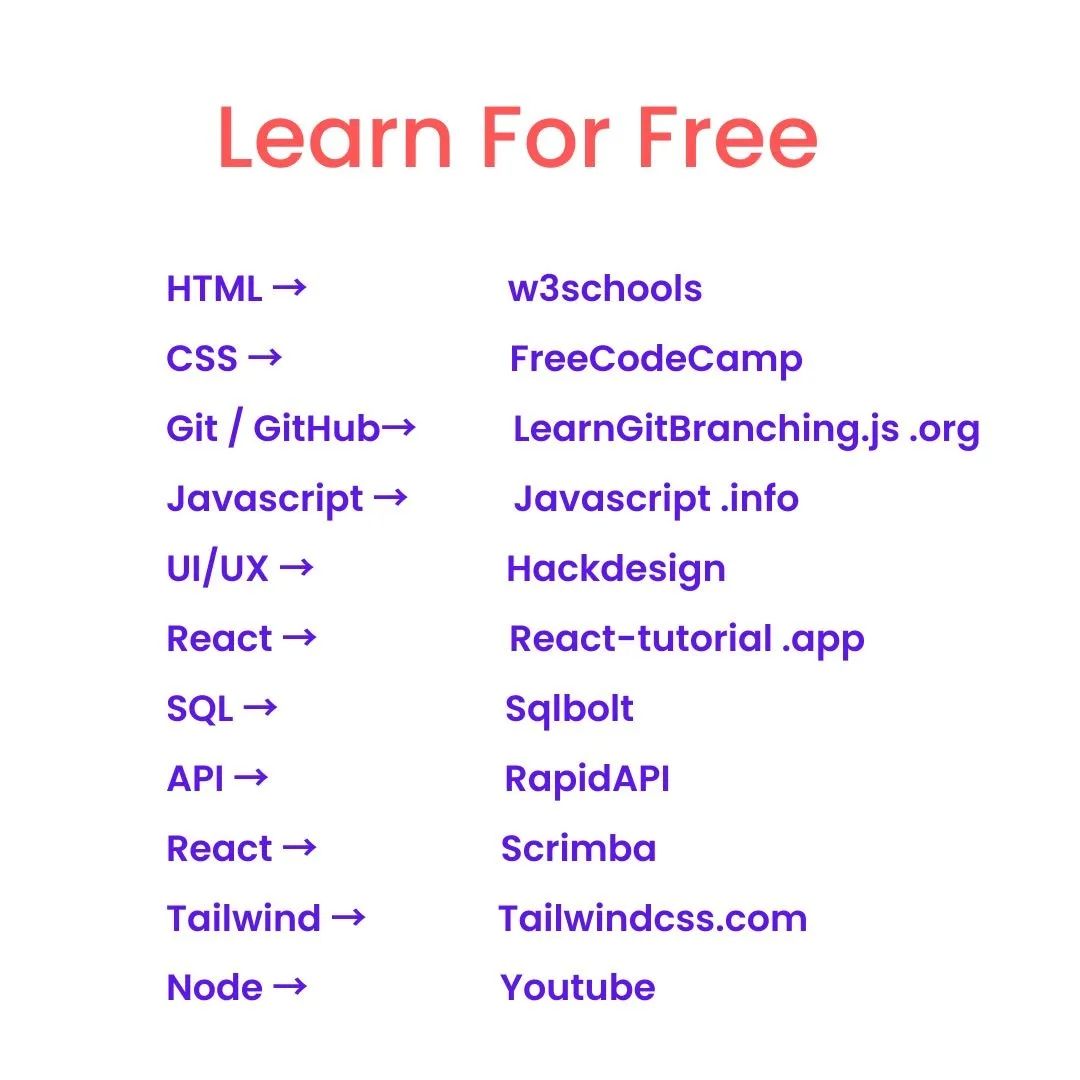 Learn For Free
HTML → w3schools
CSS → FreeCodeCamp
Git / GitHub→ LearnGitBranching.js .org
Javascript → Javascript .info
UI/UX → Hackdesign
React → React-tutorial .app
SQL → Sqlbolt
API → RapidAPI
React → Scrimba
Tailwind → Tailwindcss.com
Node → Youtube